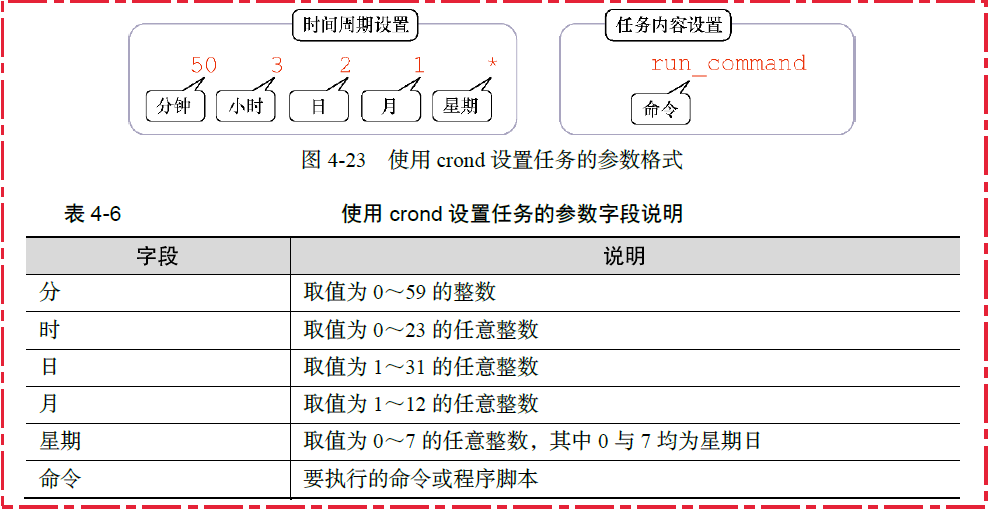 时间周期设置 任务内容设置
50 3 2 1 * run_command
分钟 小时 日 月 星期 命令
图 4-23 使用 crond 设置任务的参数格式
表 4-6 使用 crond 设置任务的参数字段说明
字段 说明
分 取值为 0～59 的整数
时 取值为 0～23 的任意整数
日 取值为 1～31 的任意整数
月 取值为 1～12 的任意整数
星期 取值为 0～7 的任意整数，其中 0 与 7 均为星期日
命令 要执行的命令或程序脚本